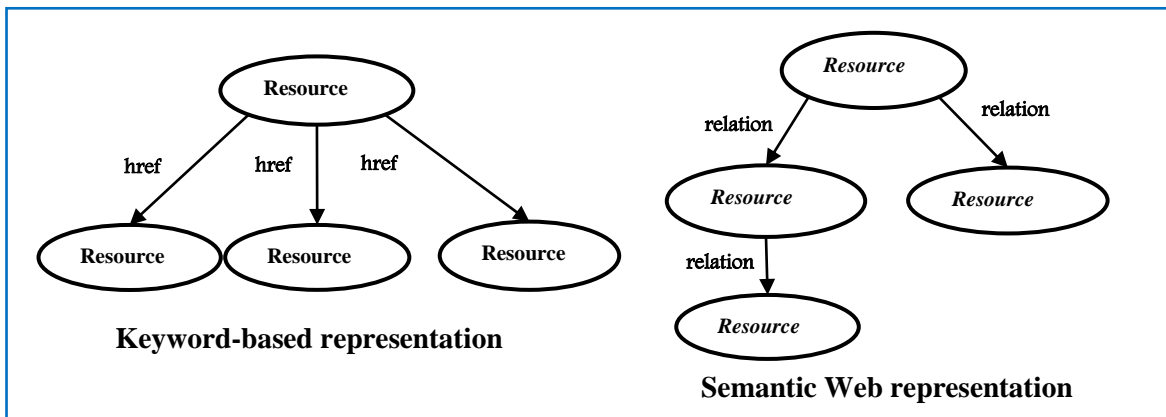 Resource
href
href
href
Resource
Resource
Resource
Keyword-based representation
Resource
relation
relation
Resource
Resource
relation
Resource
Semantic Web representation